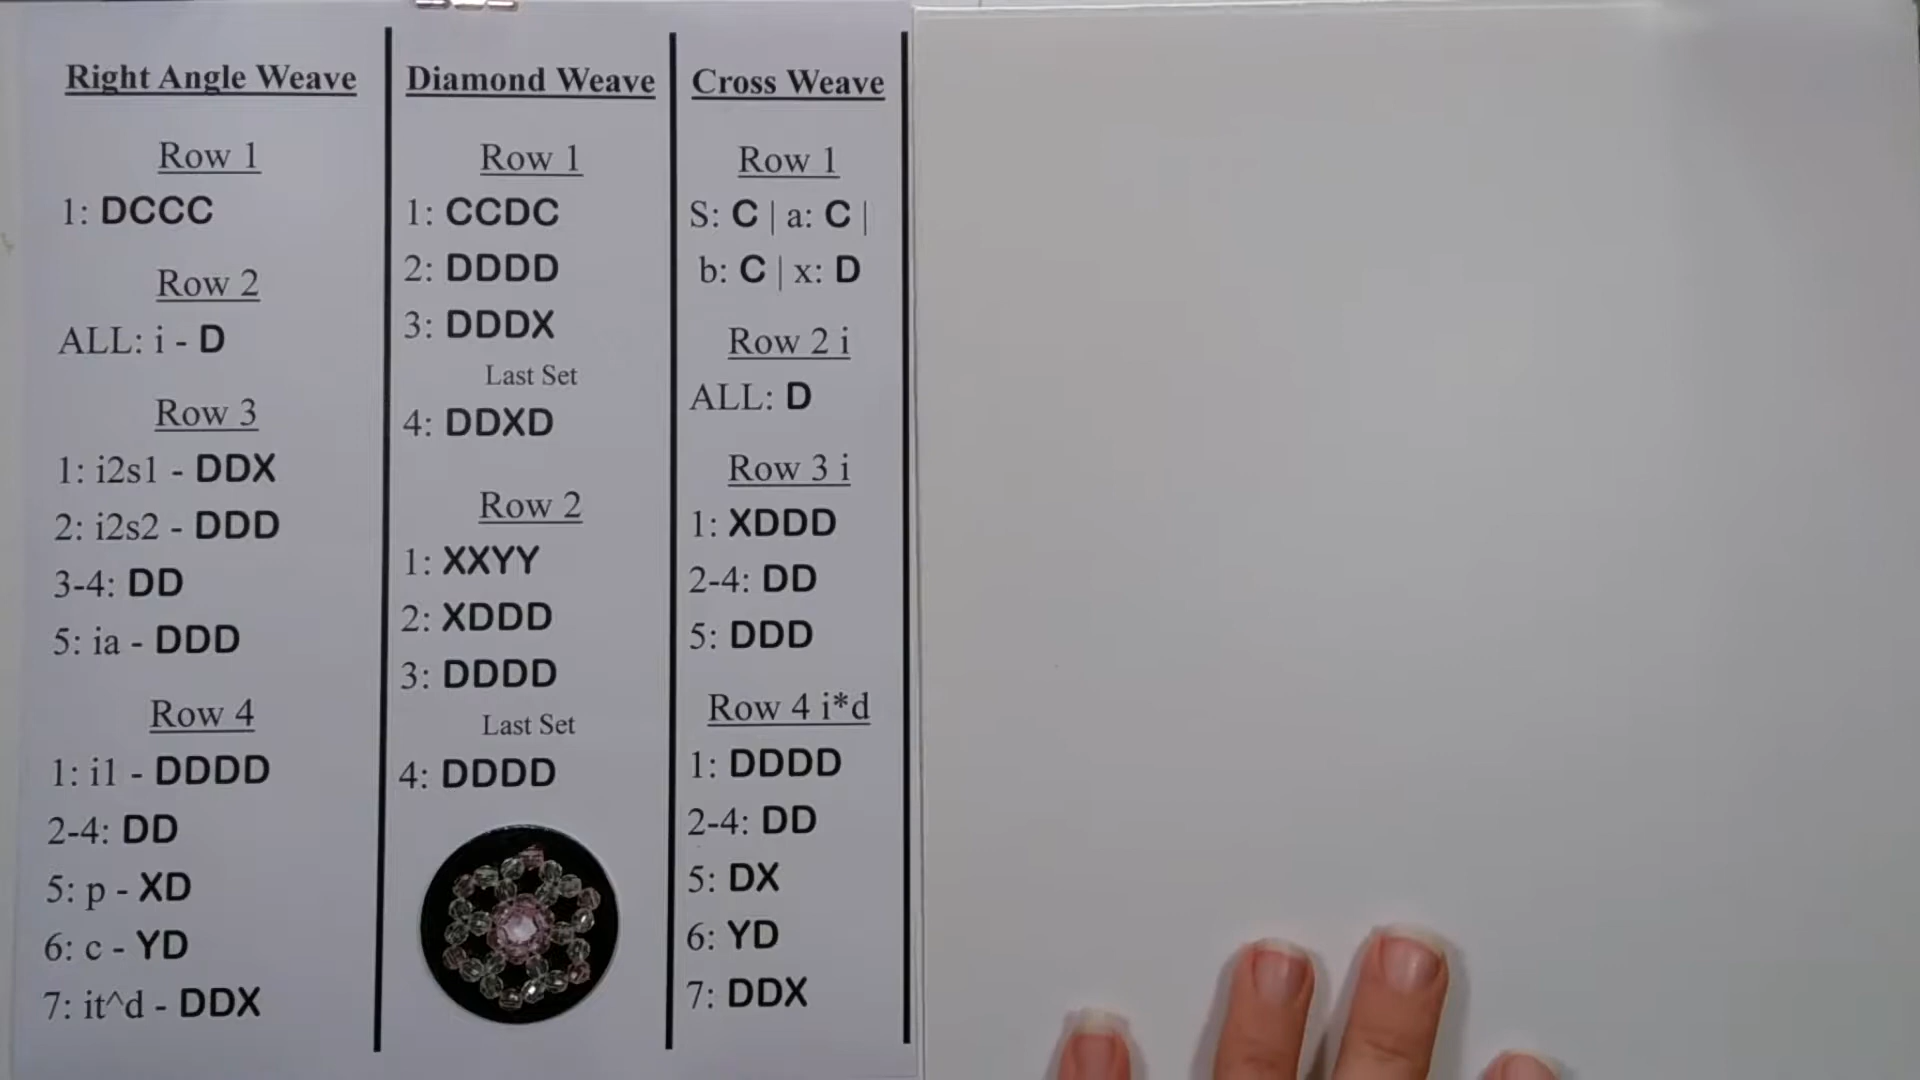 Right Angle Weave
Row 1
1: DCCC
Row 2
ALL: i - D
Row 3
1: i2s1 - DDX
2: i2s2 - DDD
3-4: DD
5: ia - DDD
Row 4
1: i1 - DDDD
2-4: DD
5: p - XD
6: c - YD
7: it^d - DDX
Diamond Weave
Row 1
1: CCDC
2: DDDD
3: DDDX
Last Set
4: DDXD
Row 2
1: XXYY
2: XDDD
3: DDDD
Last Set
4: DDDD
Cross Weave
Row 1
S: C | a: C |
b: C | x: D
Row 2 i
ALL: D
Row 3 i
1: XDDD
2-4: DD
5: DDD
Row 4 i*d
1: DDDD
2-4: DD
5: DX
6: YD
7: DDX